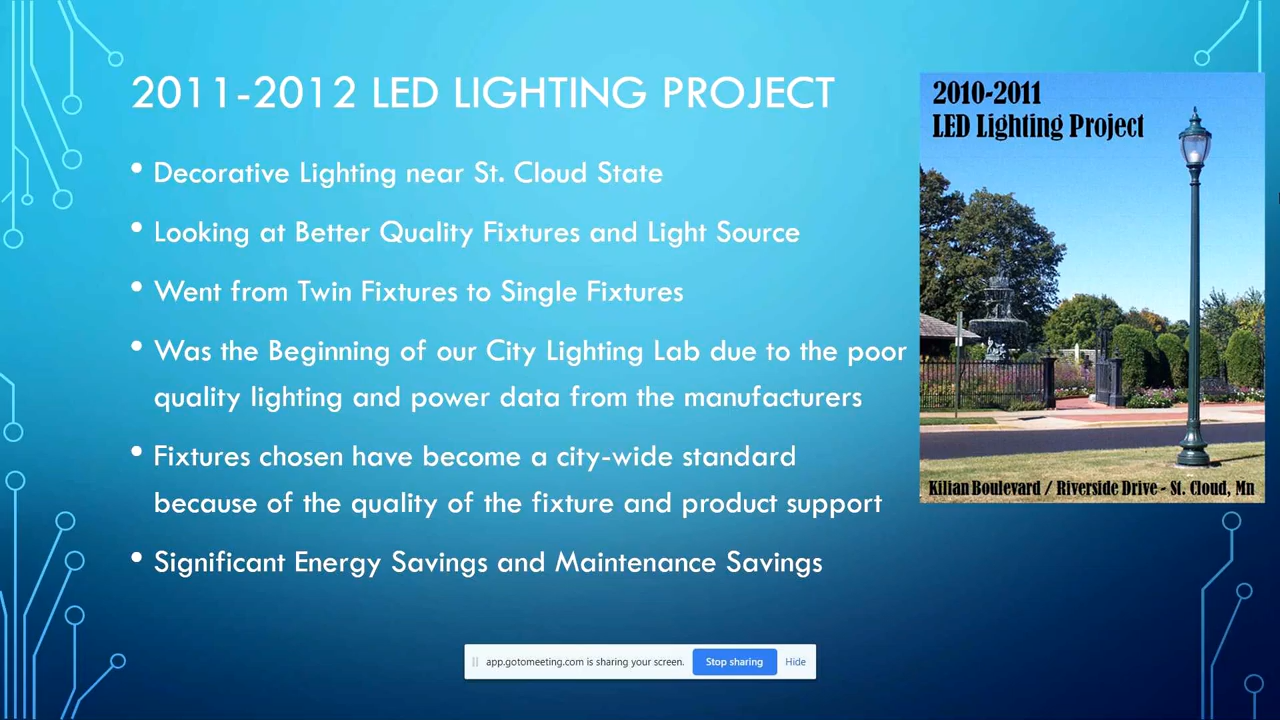 2011-2012 LED LIGHTING PROJECT
• Decorative Lighting near St. Cloud State
• Looking at Better Quality Fixtures and Light Source
• Went from Twin Fixtures to Single Fixtures
• Was the Beginning of our City Lighting Lab due to the poor
quality lighting and power data from the manufacturers
• Fixtures chosen have become a city-wide standard
because of the quality of the fixture and product support
• Significant Energy Savings and Maintenance Savings
2010-2011
LED Lighting Project
Kilian Boulevard / Riverside Drive - St. Cloud, Mn
app.gotomeeting.com is sharing your screen. Stop sharing Hide